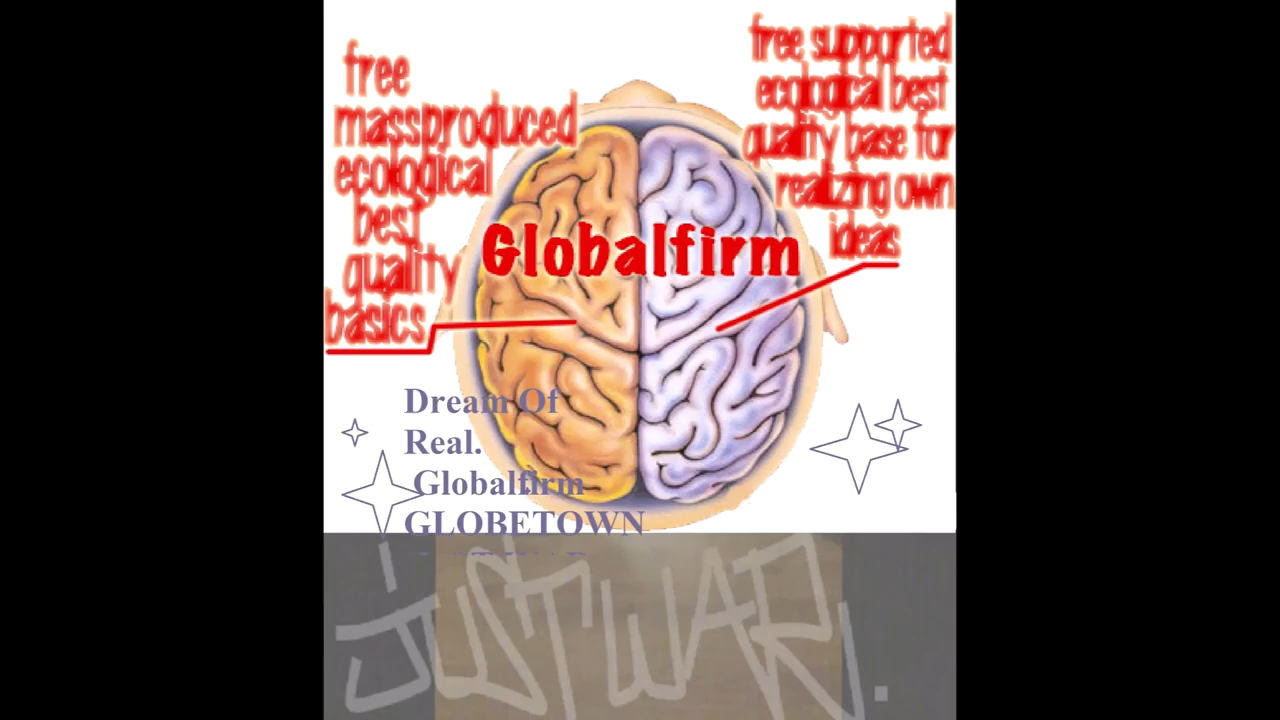 free
massproduced
ecological
best
quality
basics
free supported
ecological best
quality base for
realizing own
ideas
Globalfirm
Dream Of
Real.
Globalfirm
GLOBETOWN
JUST WAR.